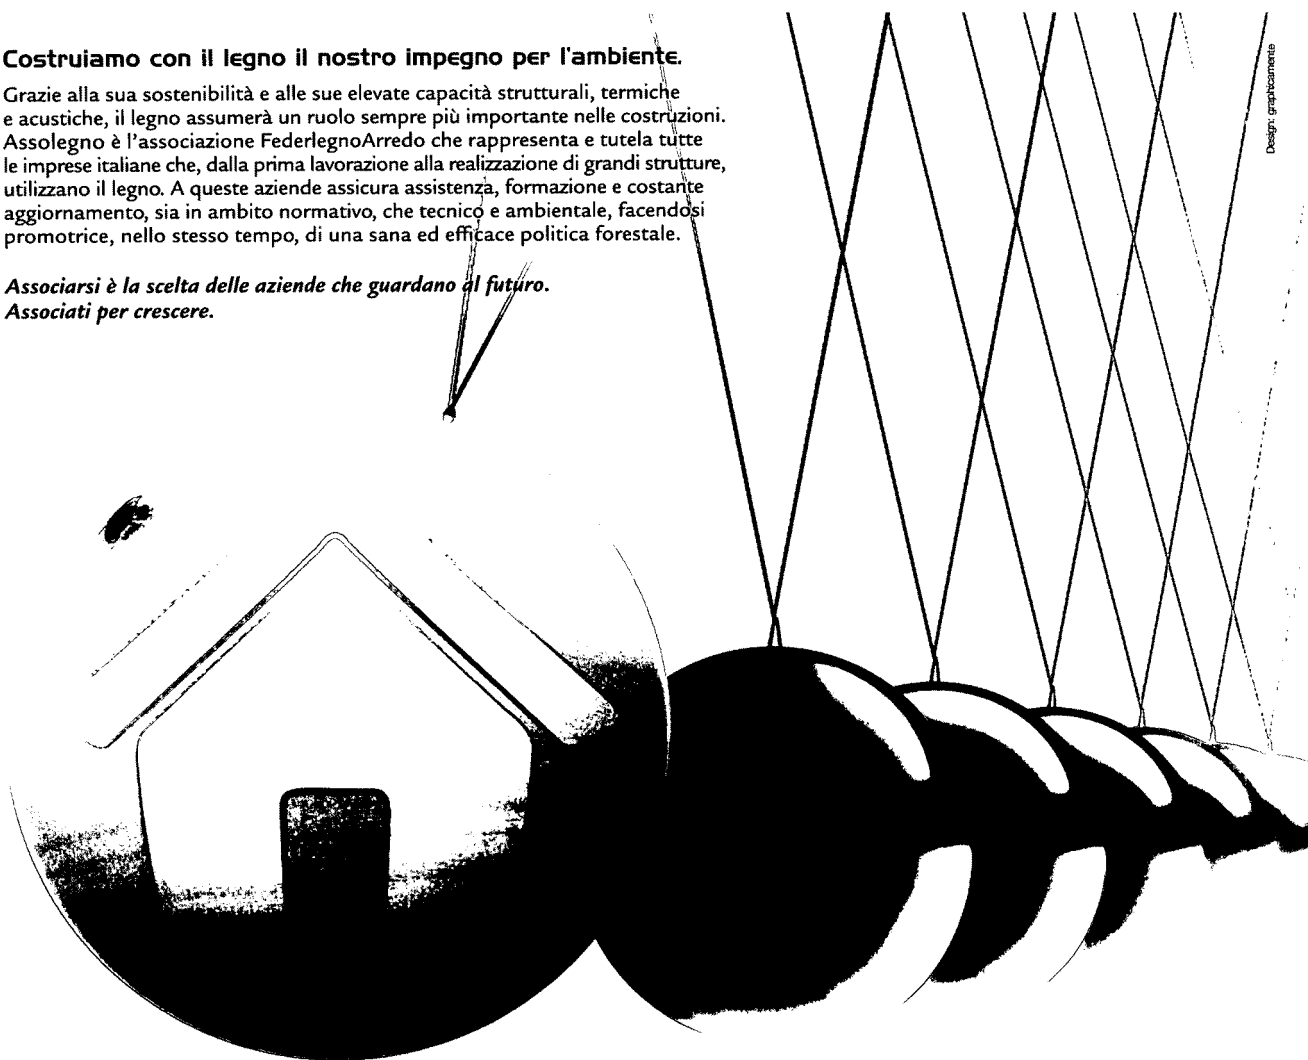 Costruiamo con il legno il nostro impegno per l'ambiente.
Grazie alla sua sostenibilità e alle sue elevate capacità strutturali, termiche
e acustiche, il legno assumerà un ruolo sempre più importante nelle costruzioni.
Assolegno è l'associazione FederlegnoArredo che rappresenta e tutela tutte
le imprese italiane che, dalla prima lavorazione alla realizzazione di grandi strutture,
utilizzano il legno. A queste aziende assicura assistenza, formazione e costante
aggiornamento, sia in ambito normativo, che tecnico e ambientale, facendosi
promotrice, nello stesso tempo, di una sana ed efficace politica forestale.
Associarsi è la scelta delle aziende che guardano al futuro.
Associati per crescere.
Design: graphicamente